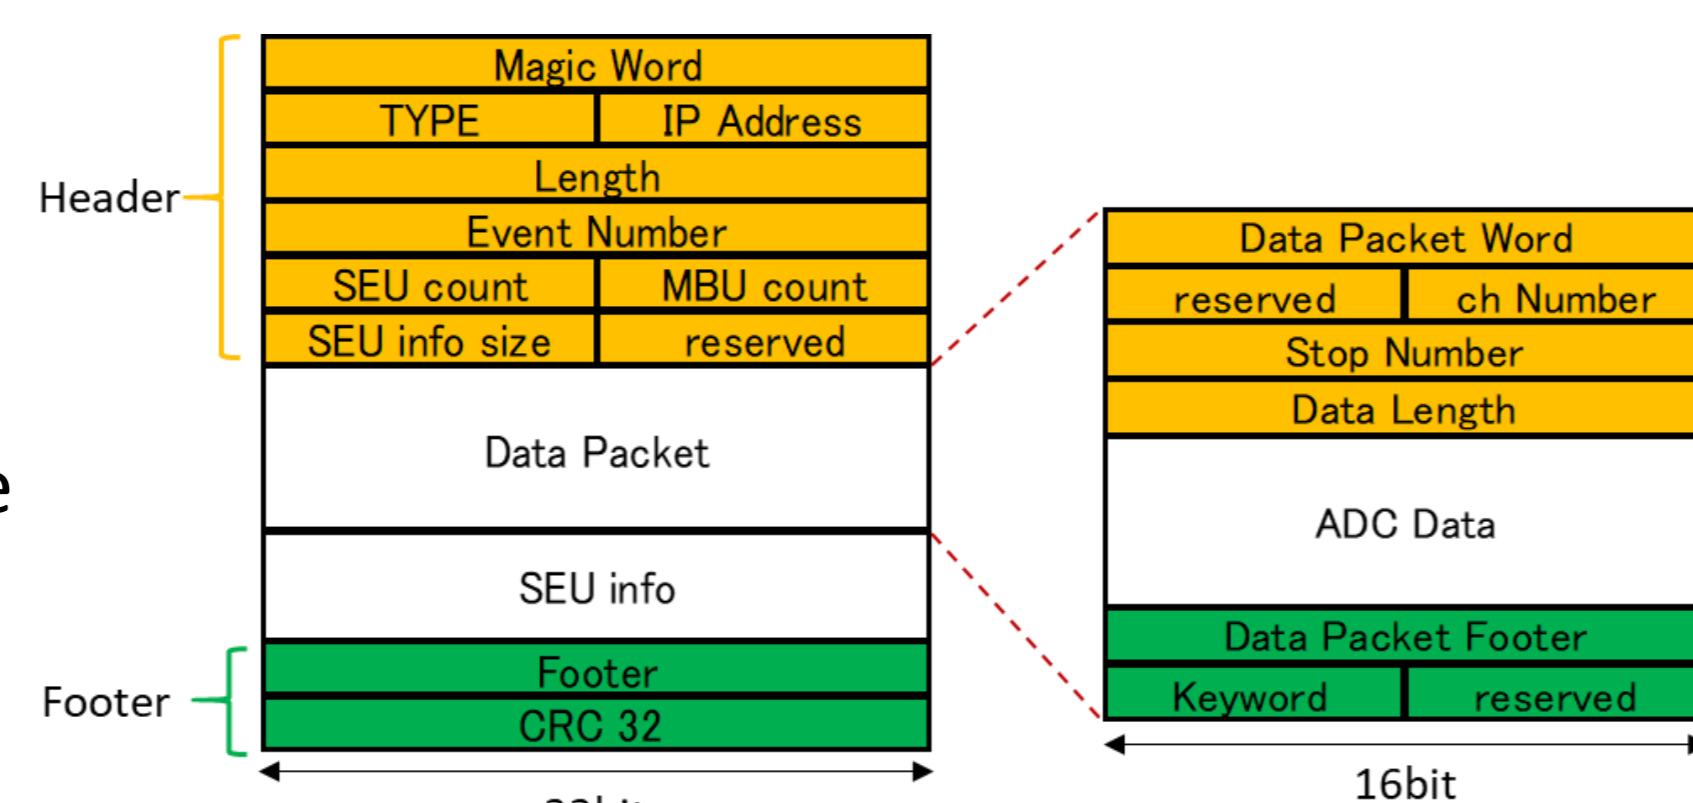 Magic Word
TYPE IP Address
Length
Header
Event Number
SEU count MBU count
SEU info size reserved
Data Packet
SEU info
Footer
Footer
CRC 32
Data Packet Word
reserved ch Number
Stop Number
Data Length
ADC Data
Data Packet Footer
Keyword reserved
16bit